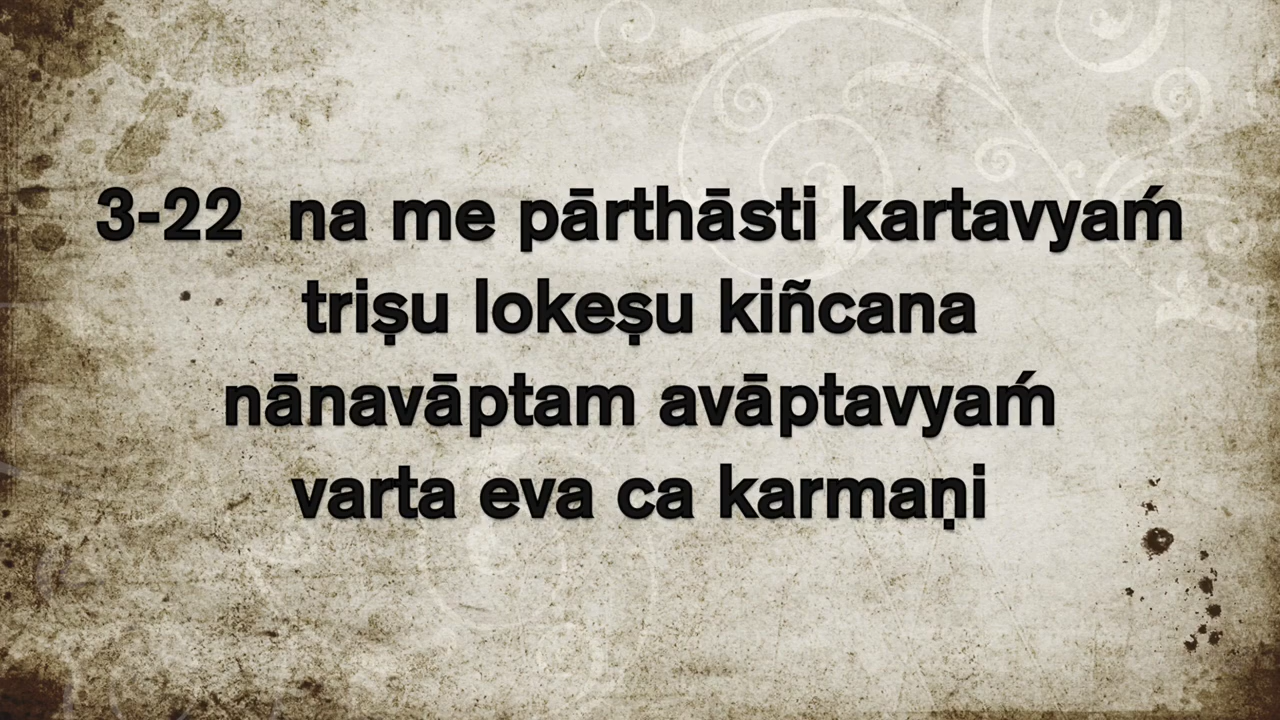 3-22 na me pārthāsti kartavyaḿ
triṣu lokeṣu kiñcana
nānavāptam avāptavyaḿ
varta eva ca karmaṇi